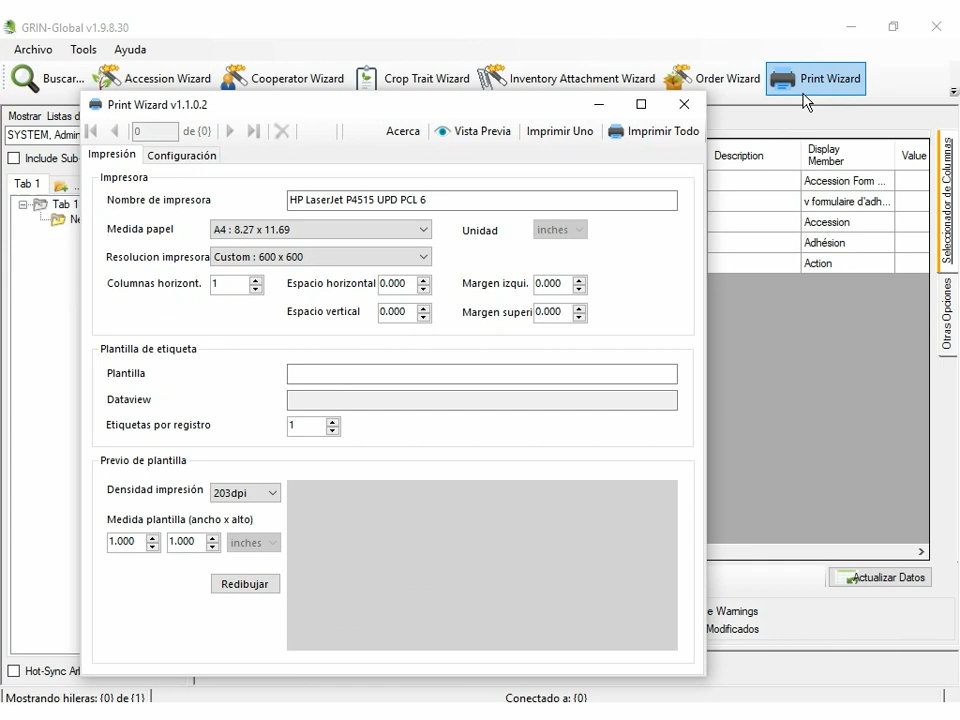 GRIN-Global v1.9.8.30
Archivo Tools Ayuda
Buscar... Accession Wizard Cooperator Wizard Crop Trait Wizard Inventory Attachment Wizard Order Wizard Print Wizard
Mostrar Listas d
SYSTEM, Admin
Include Sub
Tab 1 ...
Tab 1
Ne
Print Wizard v1.1.0.2
0 de {0} Acerca Vista Previa Imprimir Uno Imprimir Todo
Impresión Configuración
Impresora
Nombre de impresora HP LaserJet P4515 UPD PCL 6
Medida papel A4 : 8.27 x 11.69 Unidad inches
Resolucion impresora Custom : 600 x 600
Columnas horizont. 1 Espacio horizontal 0.000 Margen izqui. 0.000
Espacio vertical 0.000 Margen superi 0.000
Plantilla de etiqueta
Plantilla
Dataview
Etiquetas por registro 1
Previo de plantilla
Densidad impresión 203dpi
Medida plantilla (ancho x alto)
1.000 1.000 inches
Redibujar
Description Display Member Value
Accession Form ...
v formulaire d'adh...
Accession
Adhésion
Action
Seleccionador de Columnas
Otras Opciones
Actualizar Datos
e Warnings
Modificados
Hot-Sync Ar
Mostrando hileras: {0} de {1} Conectado a: {0}